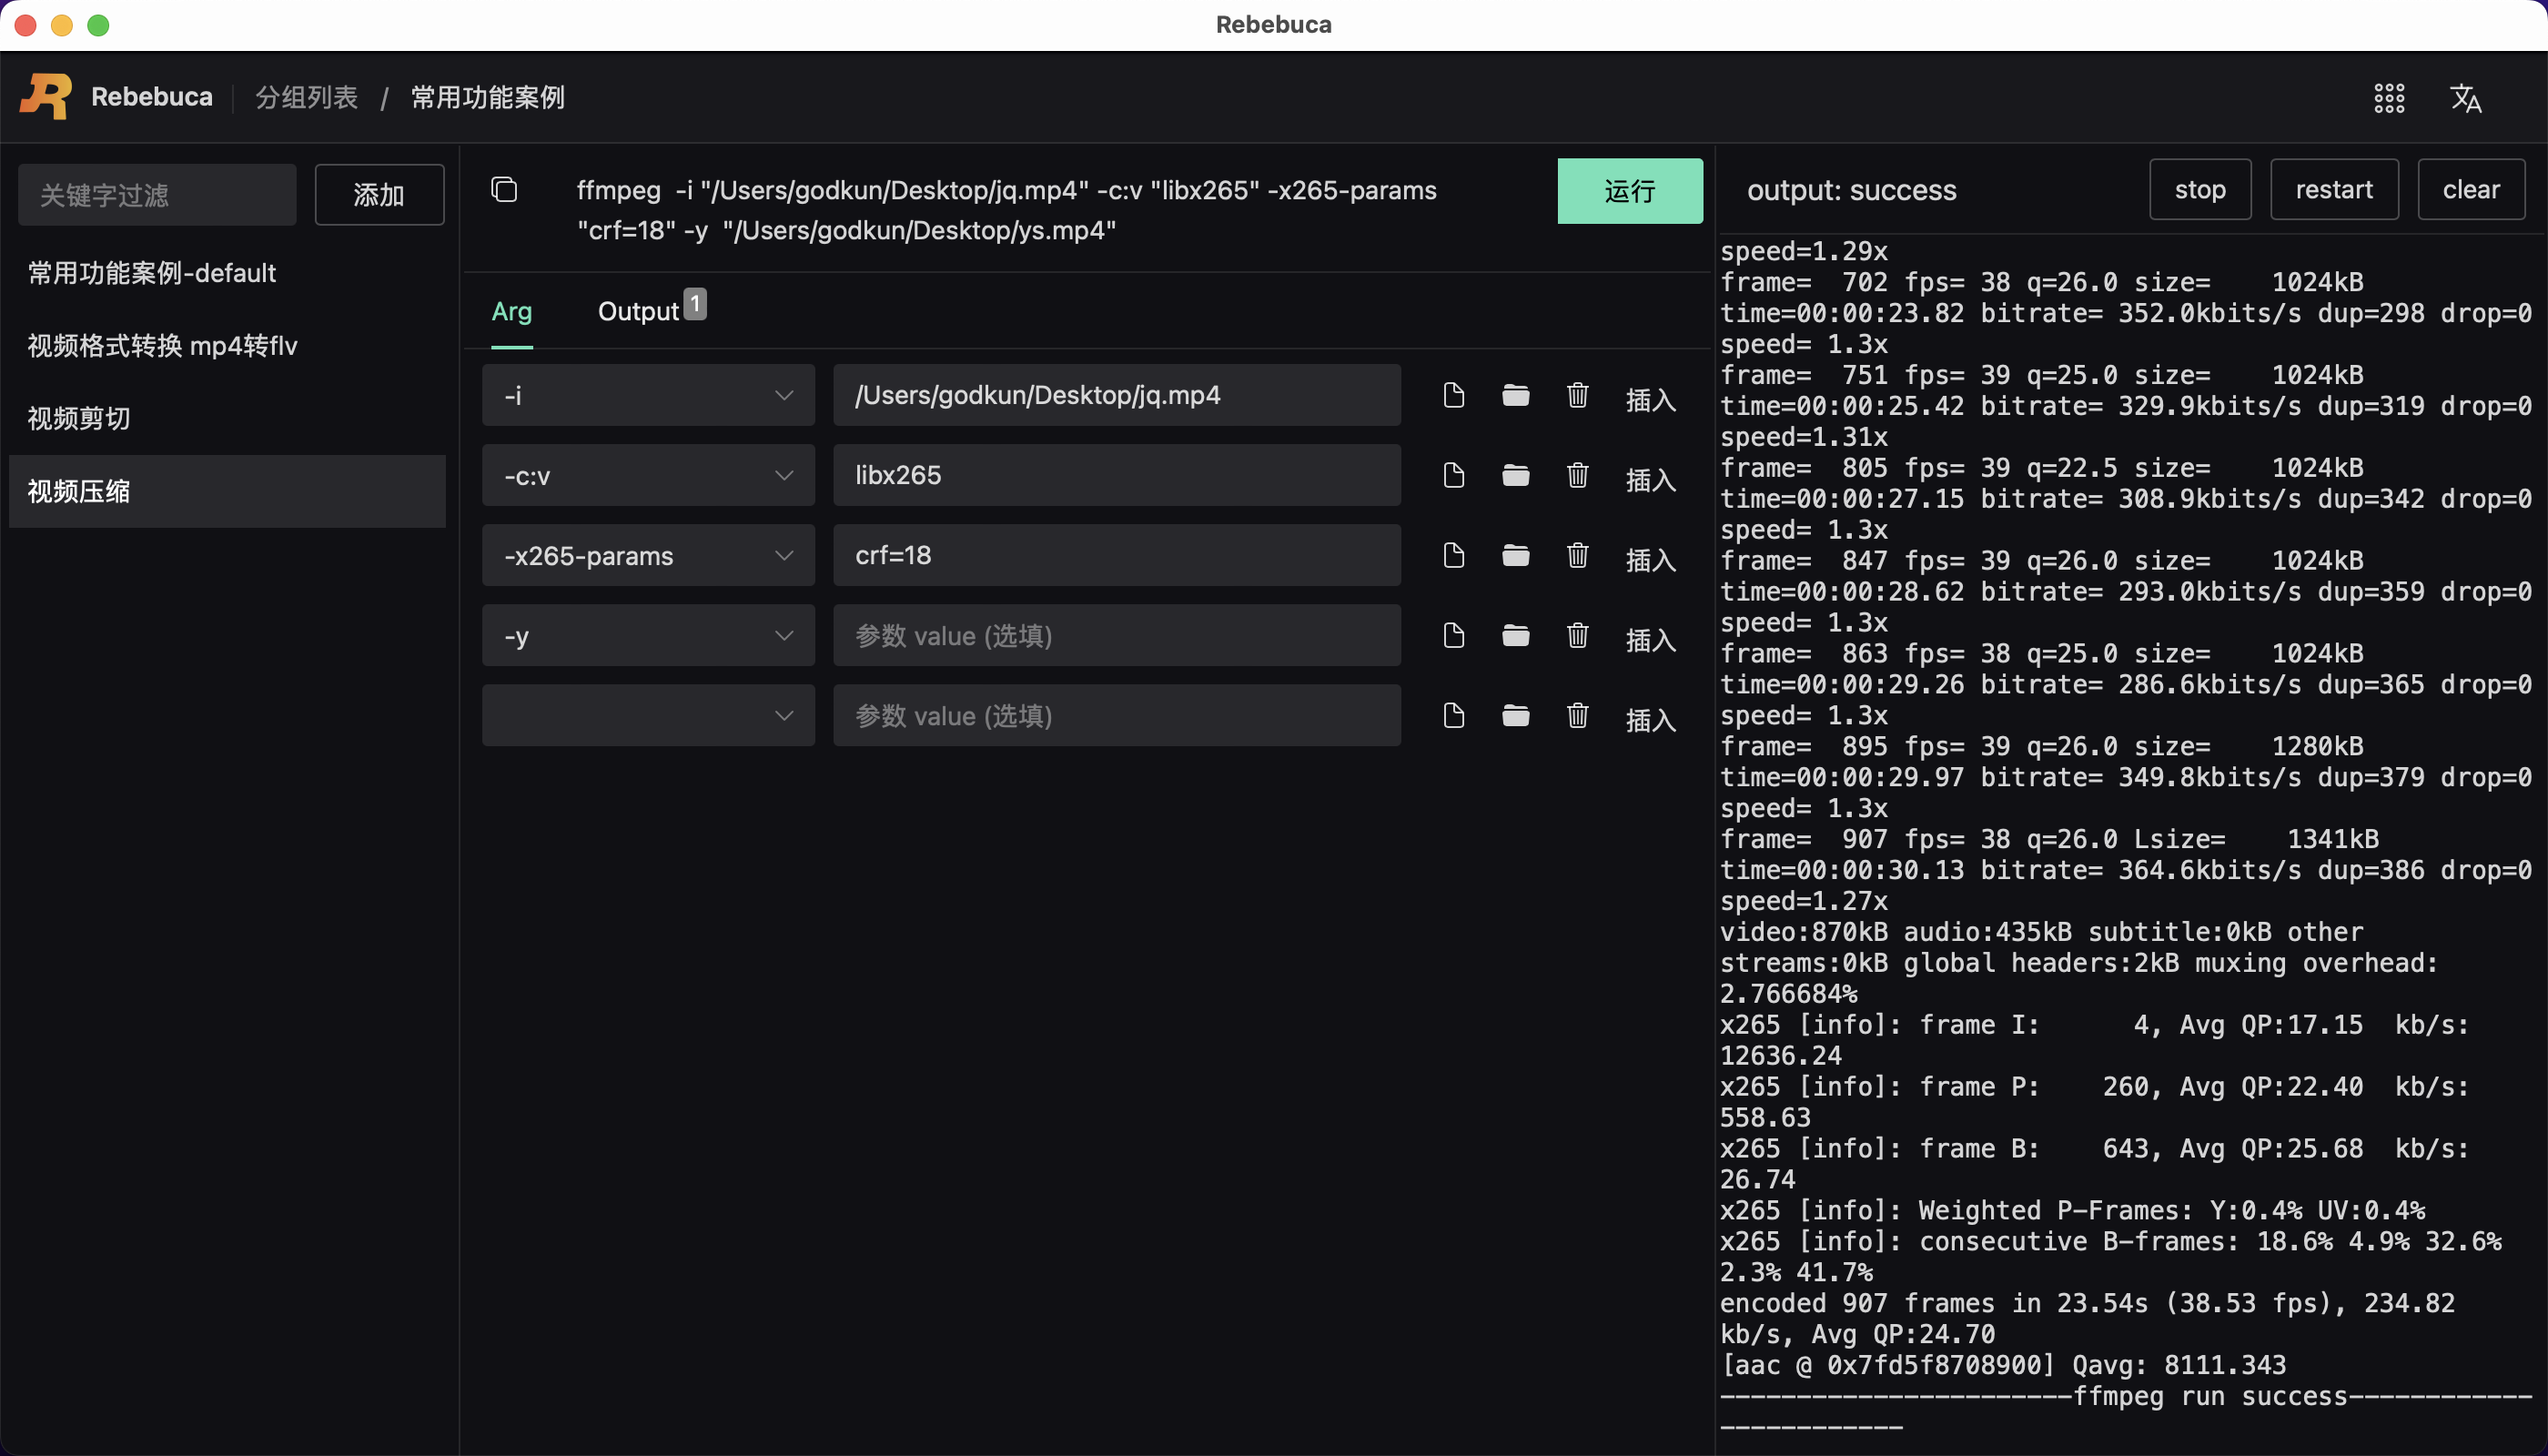 Rebebuca
Rebebuca
分组列表 / 常用功能案例
关键字过滤
添加
常用功能案例-default
视频格式转换 mp4转flv
视频剪切
视频压缩
ffmpeg  -i "/Users/godkun/Desktop/jq.mp4" -c:v "libx265" -x265-params
"crf=18" -y  "/Users/godkun/Desktop/ys.mp4"
运行
Arg
Output 1
-i
/Users/godkun/Desktop/jq.mp4
插入
-c:v
libx265
插入
-x265-params
crf=18
插入
-y
参数 value (选填)
插入
参数 value (选填)
插入
output: success
stop
restart
clear
speed=1.29x
frame=  702 fps= 38 q=26.0 size=    1024kB
time=00:00:23.82 bitrate= 352.0kbits/s dup=298 drop=0
speed= 1.3x
frame=  751 fps= 39 q=25.0 size=    1024kB
time=00:00:25.42 bitrate= 329.9kbits/s dup=319 drop=0
speed=1.31x
frame=  805 fps= 39 q=22.5 size=    1024kB
time=00:00:27.15 bitrate= 308.9kbits/s dup=342 drop=0
speed= 1.3x
frame=  847 fps= 39 q=26.0 size=    1024kB
time=00:00:28.62 bitrate= 293.0kbits/s dup=359 drop=0
speed= 1.3x
frame=  863 fps= 38 q=25.0 size=    1024kB
time=00:00:29.26 bitrate= 286.6kbits/s dup=365 drop=0
speed= 1.3x
frame=  895 fps= 39 q=26.0 size=    1280kB
time=00:00:29.97 bitrate= 349.8kbits/s dup=379 drop=0
speed= 1.3x
frame=  907 fps= 38 q=26.0 Lsize=    1341kB
time=00:00:30.13 bitrate= 364.6kbits/s dup=386 drop=0
speed=1.27x
video:870kB audio:435kB subtitle:0kB other
streams:0kB global headers:2kB muxing overhead:
2.766684%
x265 [info]: frame I:      4, Avg QP:17.15  kb/s:
12636.24
x265 [info]: frame P:    260, Avg QP:22.40  kb/s:
558.63
x265 [info]: frame B:    643, Avg QP:25.68  kb/s:
26.74
x265 [info]: Weighted P-Frames: Y:0.4% UV:0.4%
x265 [info]: consecutive B-frames: 18.6% 4.9% 32.6%
2.3% 41.7%
encoded 907 frames in 23.54s (38.53 fps), 234.82
kb/s, Avg QP:24.70
[aac @ 0x7fd5f8708900] Qavg: 8111.343
-----------------------ffmpeg run success------------
------------